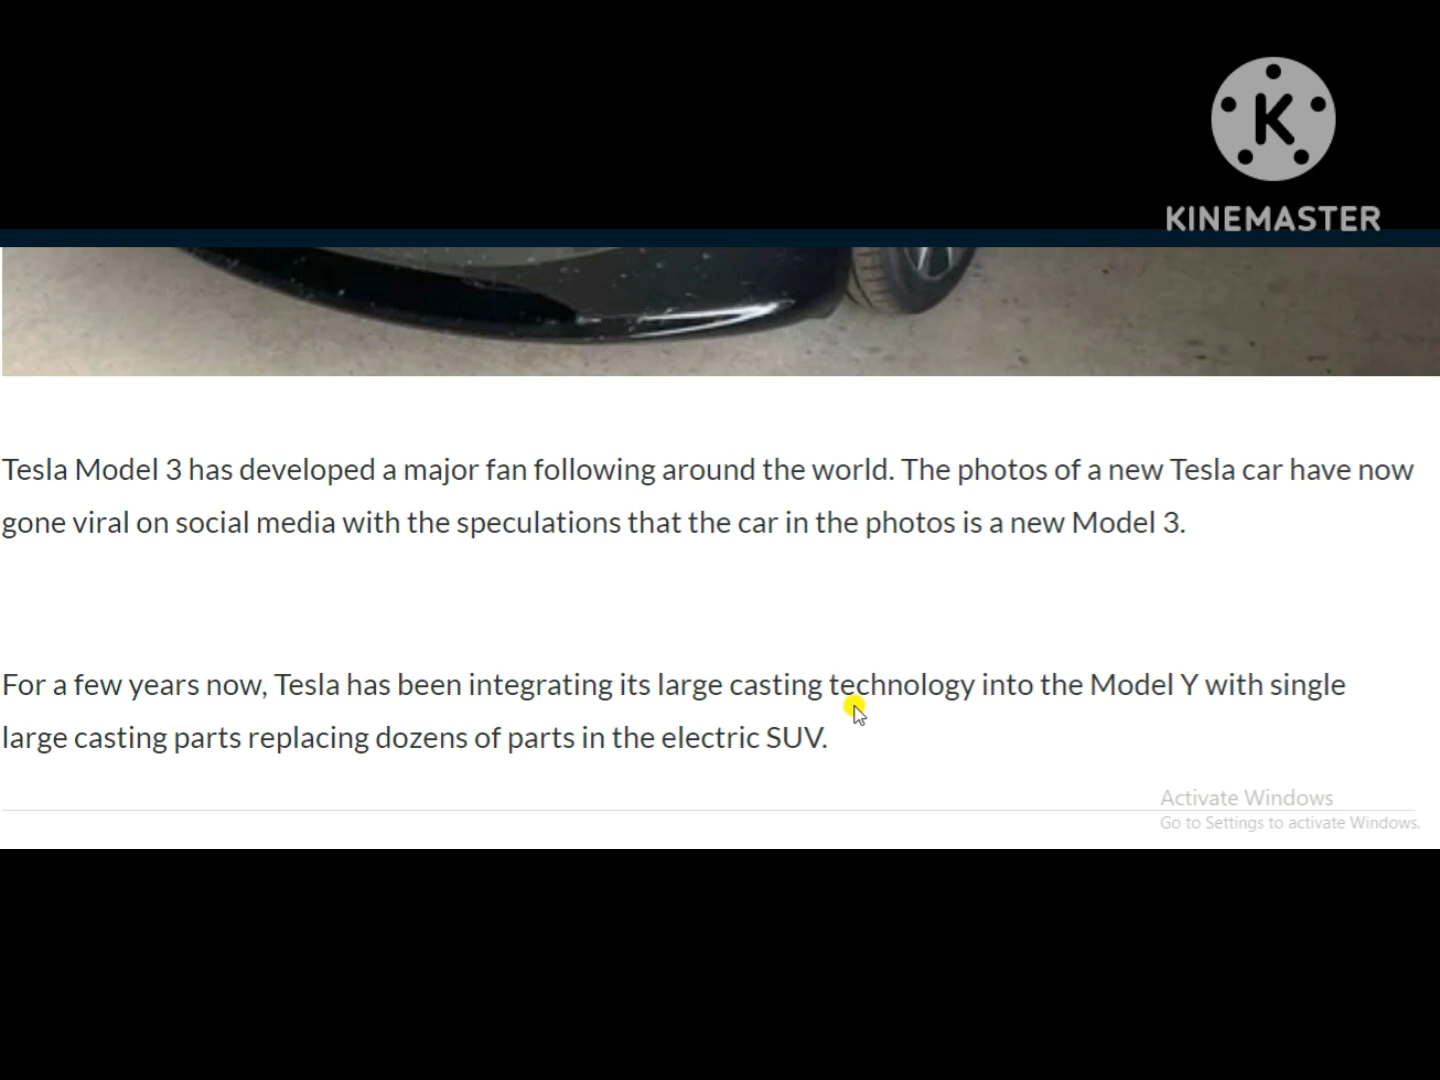 K
KINEMASTER
Tesla Model 3 has developed a major fan following around the world. The photos of a new Tesla car have now
gone viral on social media with the speculations that the car in the photos is a new Model 3.
For a few years now, Tesla has been integrating its large casting technology into the Model Y with single
large casting parts replacing dozens of parts in the electric SUV.
Activate Windows
Go to Settings to activate Windows.